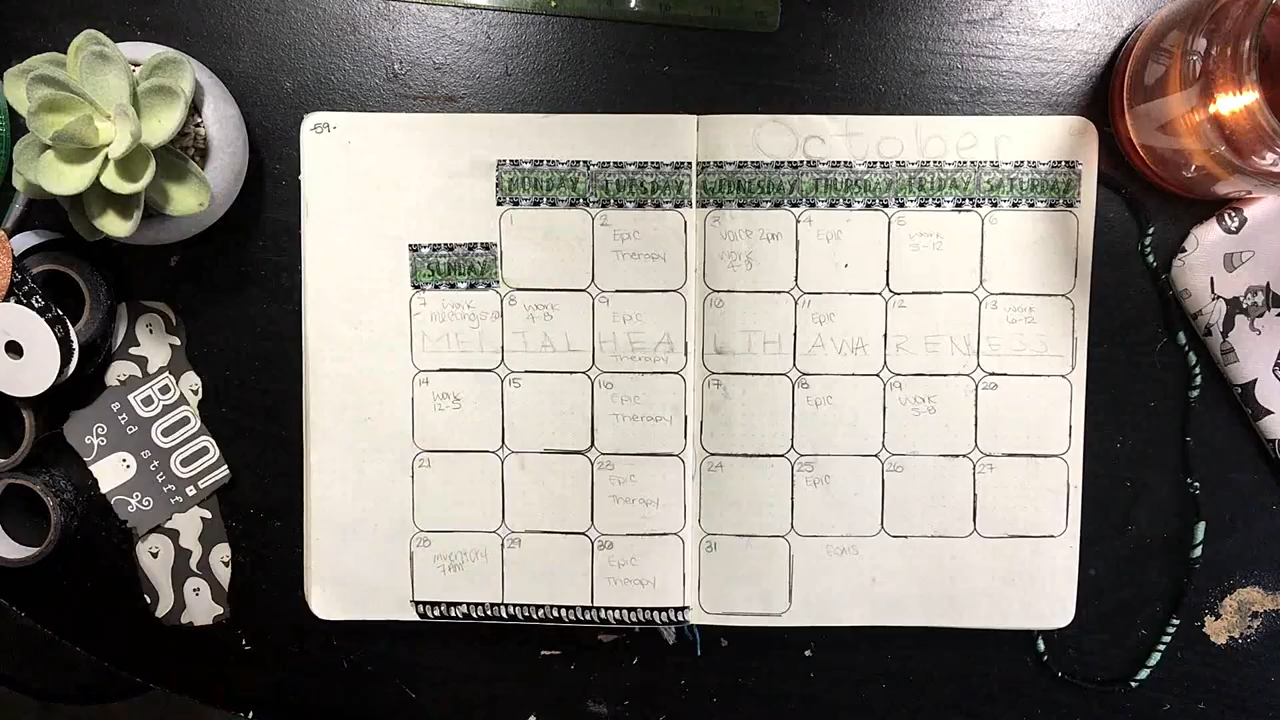 -59-
October
MONDAY TUESDAY WEDNESDAY THURSDAY FRIDAY SATURDAY
SUNDAY
1 2 3 4 5 6
Epic
Therapy
voice 2pm
work
4-8
Epic
work
5-12
7 8 9 10 11 12 13
work
meetings
work
4-8
Epic
Therapy
Epic
work
6-12
MENTAL HEALTH AWARENESS
14 15 16 17 18 19 20
work
12-5
Epic
Therapy
Epic
work
5-8
21 23 24 25 26 27
Epic
Therapy
Epic
28 29 30 31
inventory
7AM
Epic
Therapy
Goals
BOO!
and stuff